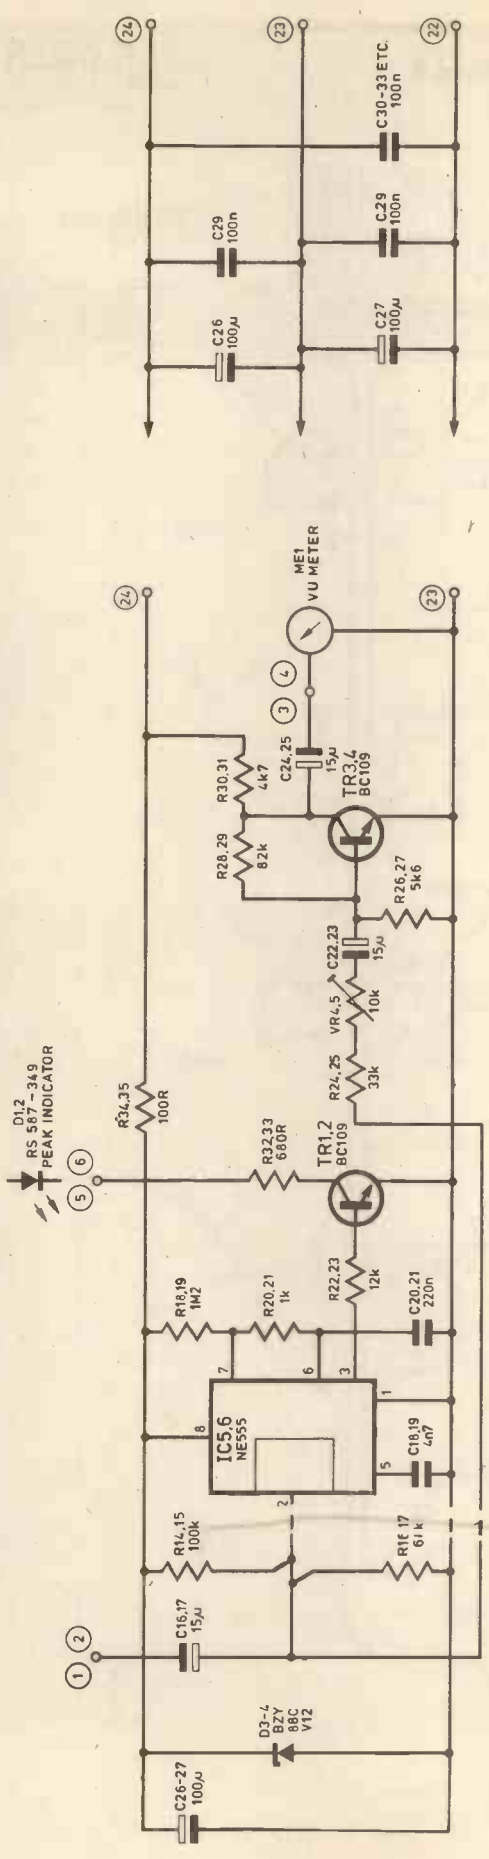 1
2
C26-27
100µ
D3-4
BZY
88C
V12
C16,17
15µ
R14,15
100k
R16,17
2
8
IC5,6
NE555
7
6
3
5
1
C18,19
4n7
R18,19
1M2
R20,21
1k
R22,23
12k
C20,21
220n
5
6
D1,2
RS 587-349
PEAK INDICATOR
R32,33
680R
TR1,2
BC109
R34,35
100R
R24,25
33k
VR4,5
10k
C22,23
15µ
R26,27
5k6
R28,29
82k
R30,31
4k7
TR3,4
BC109
C24,25
15µ
3
4
ME1
VU METER
24
23
C26
100µ
C27
100µ
C29
100n
C29
100n
C30-33 ETC.
100n
24
23
22